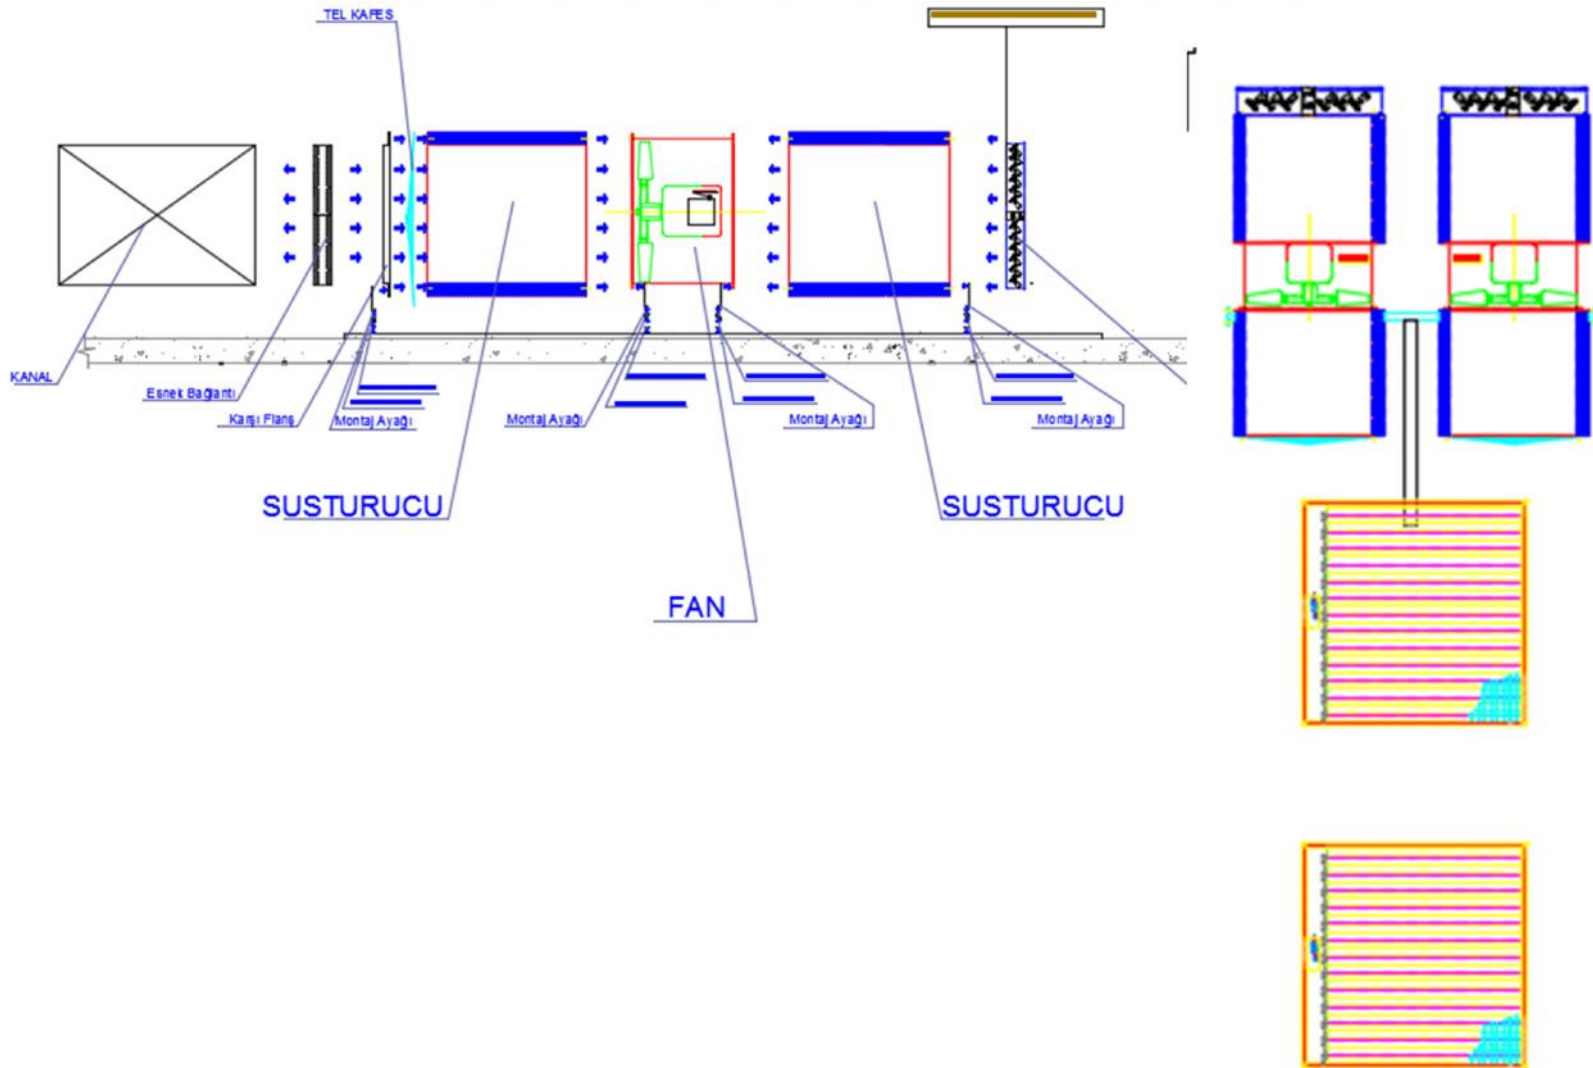 TEL KAFES
KANAL
Esnek Bağlantı
Karşı Flanş
Montaj Ayağı
Montaj Ayağı
Montaj Ayağı
Montaj Ayağı
SUSTURUCU
SUSTURUCU
FAN